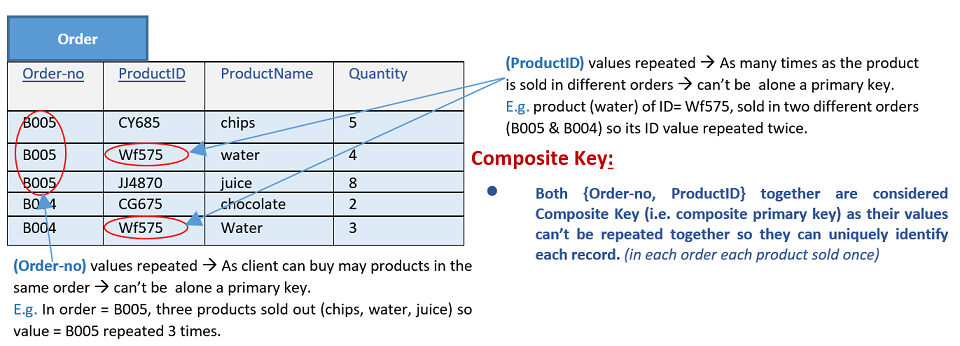 Order
Order-no ProductID ProductName Quantity
B005 CY685 chips 5
B005 Wf575 water 4
B005 JJ4870 juice 8
B004 CG675 chocolate 2
B004 Wf575 Water 3
(Order-no) values repeated → As client can buy may products in the
same order → can't be alone a primary key.
E.g. In order = B005, three products sold out (chips, water, juice) so
value = B005 repeated 3 times.
(ProductID) values repeated → As many times as the product
is sold in different orders → can't be alone a primary key.
E.g. product (water) of ID= Wf575, sold in two different orders
(B005 & B004) so its ID value repeated twice.
Composite Key:
● Both {Order-no, ProductID} together are considered
Composite Key (i.e. composite primary key) as their values
can't be repeated together so they can uniquely identify
each record. (in each order each product sold once)